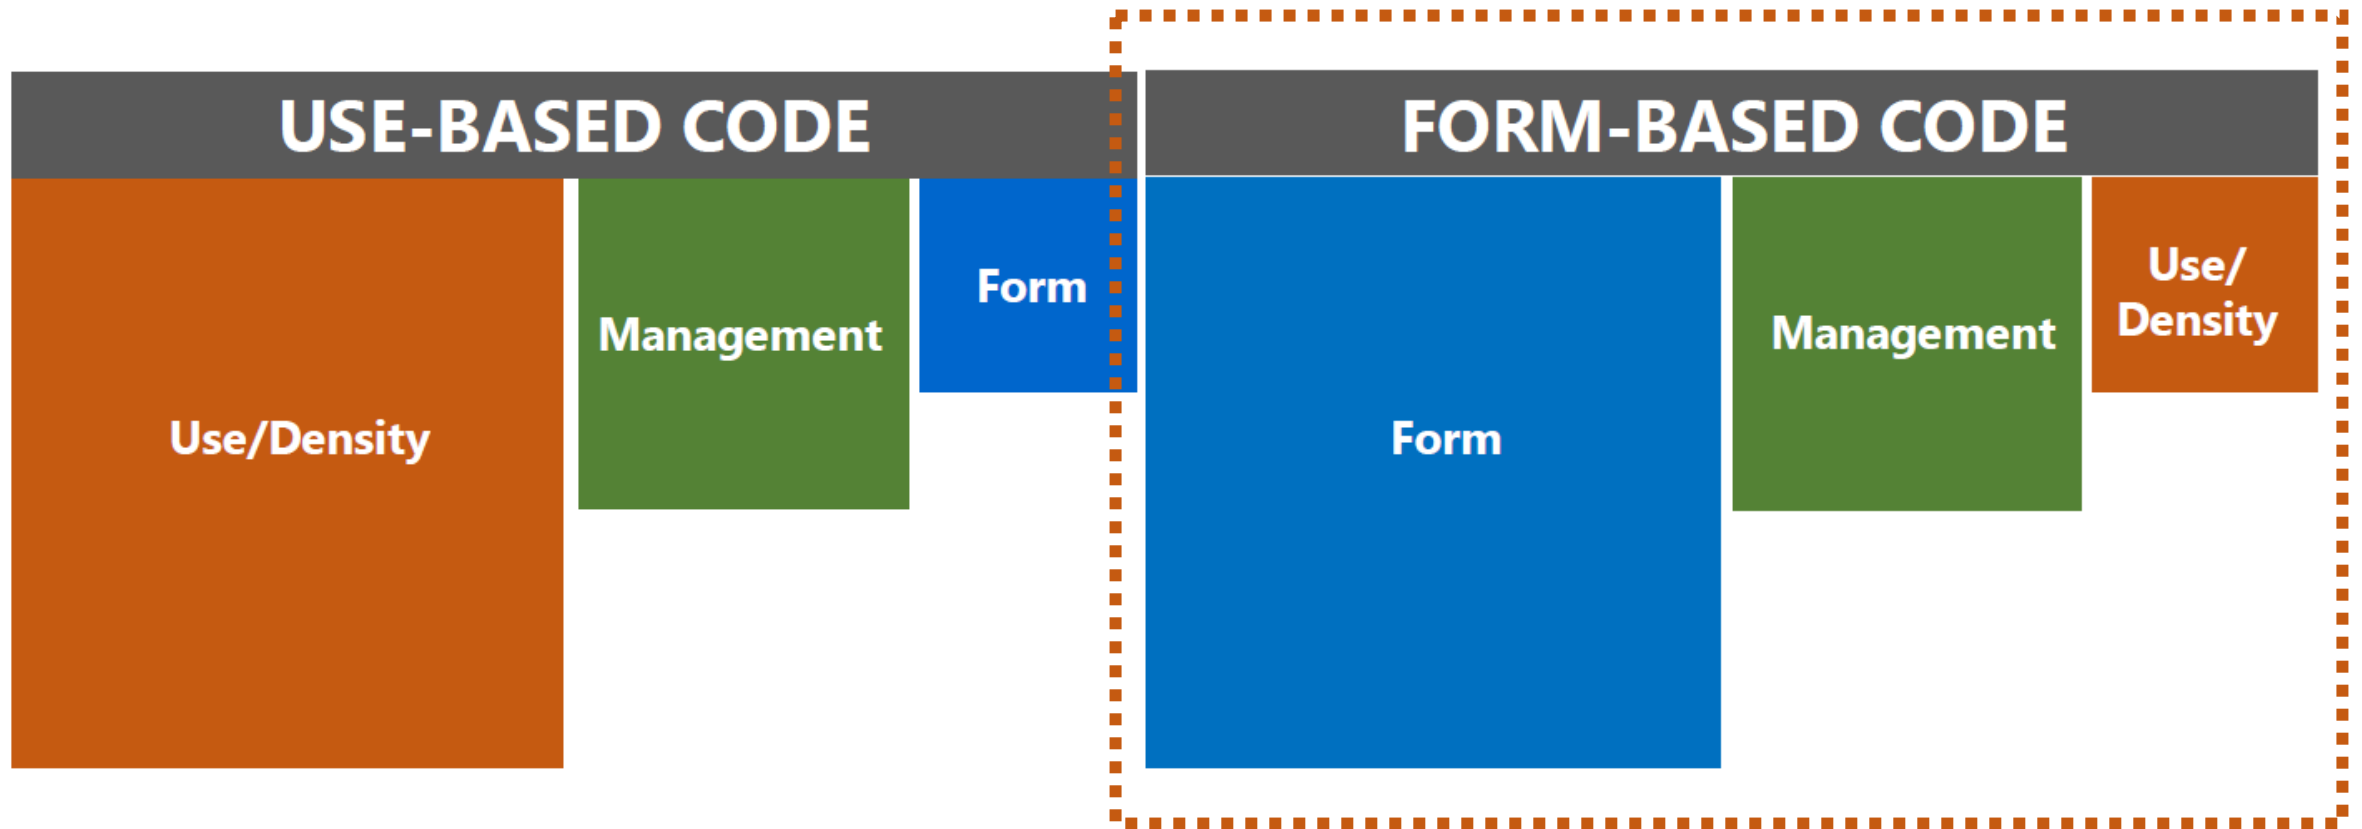 USE-BASED CODE
Use/Density
Management
Form
FORM-BASED CODE
Form
Management
Use/
Density